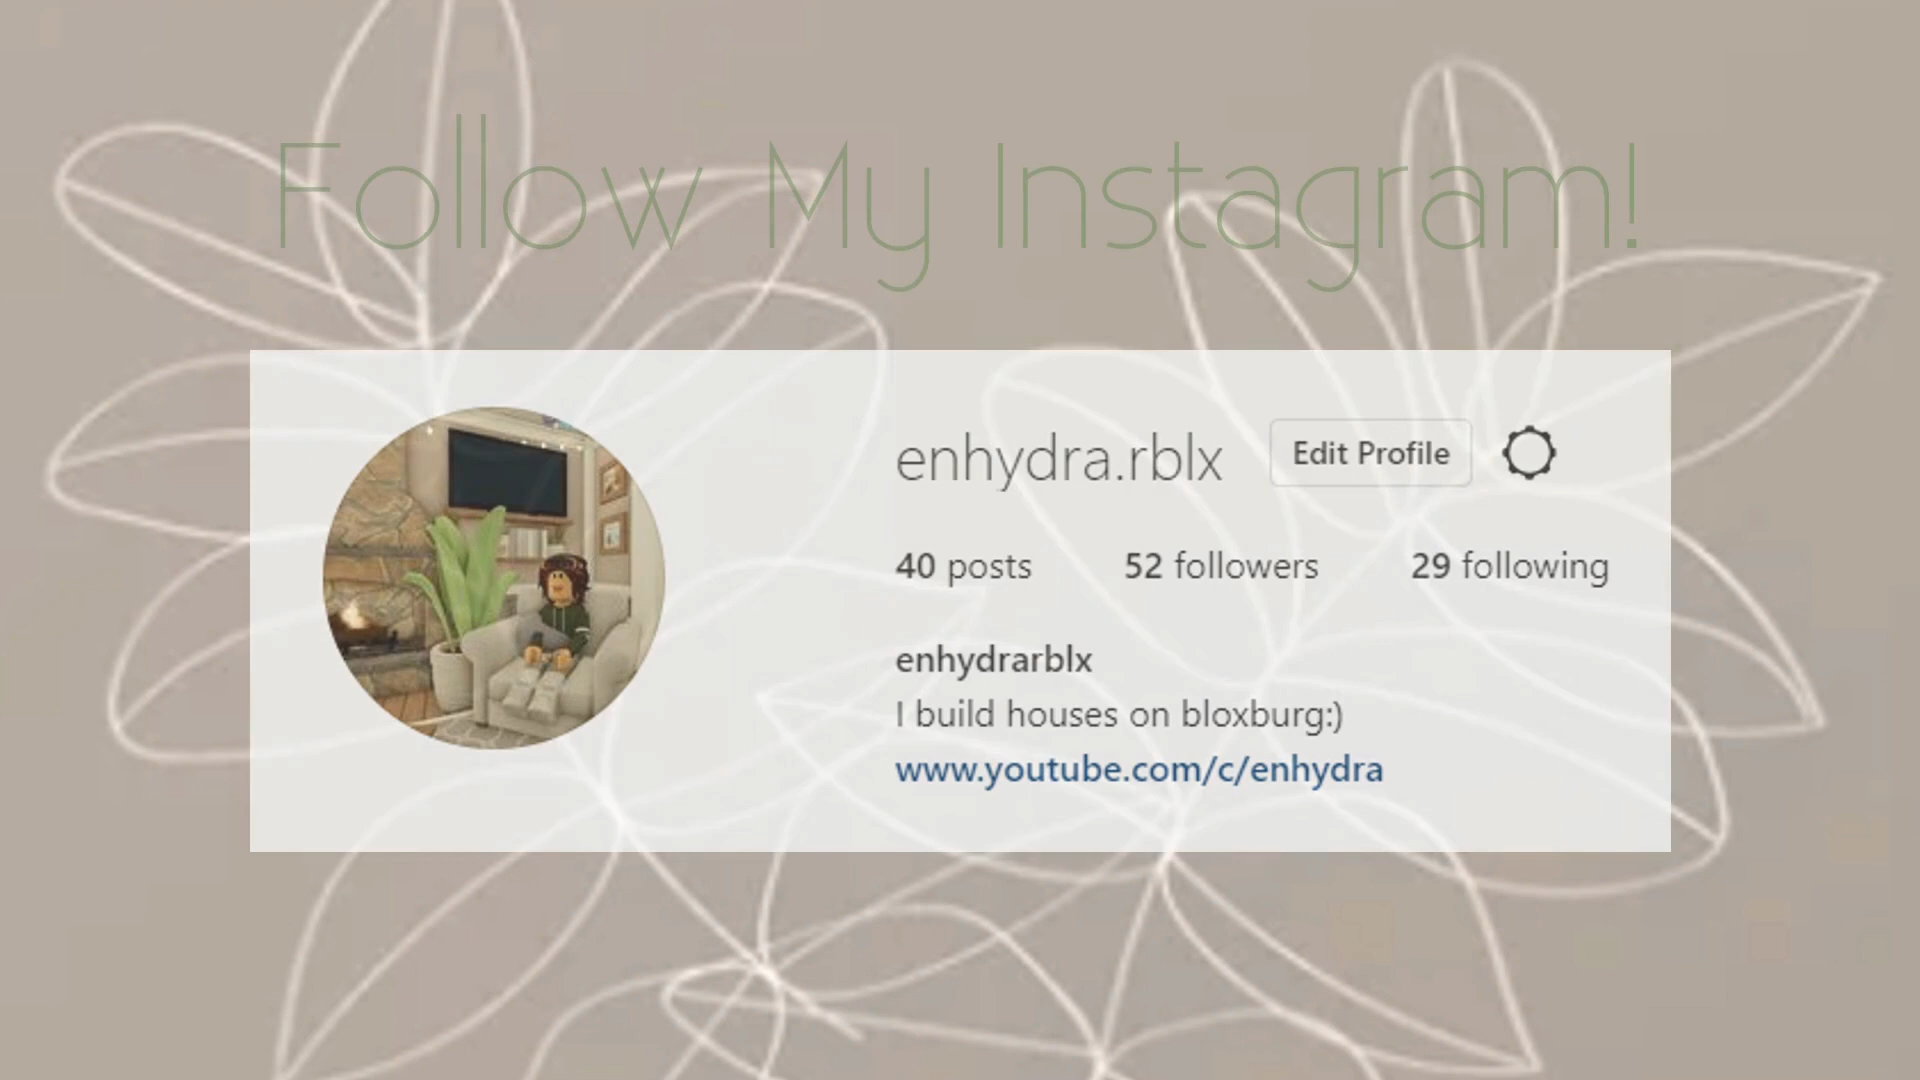 Follow My Instagram!
enhydra.rblx Edit Profile
40 posts 52 followers 29 following
enhydrarblx
I build houses on bloxburg:)
www.youtube.com/c/enhydra